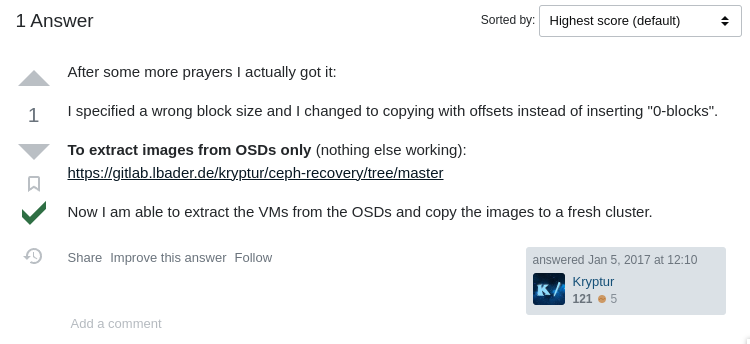 1 Answer
Sorted by: Highest score (default)
After some more prayers I actually got it:
1
I specified a wrong block size and I changed to copying with offsets instead of inserting "0-blocks".
To extract images from OSDs only (nothing else working):
https://gitlab.lbader.de/kryptur/ceph-recovery/tree/master
Now I am able to extract the VMs from the OSDs and copy the images to a fresh cluster.
Share Improve this answer Follow
answered Jan 5, 2017 at 12:10
K/
Kryptur
121 5
Add a comment